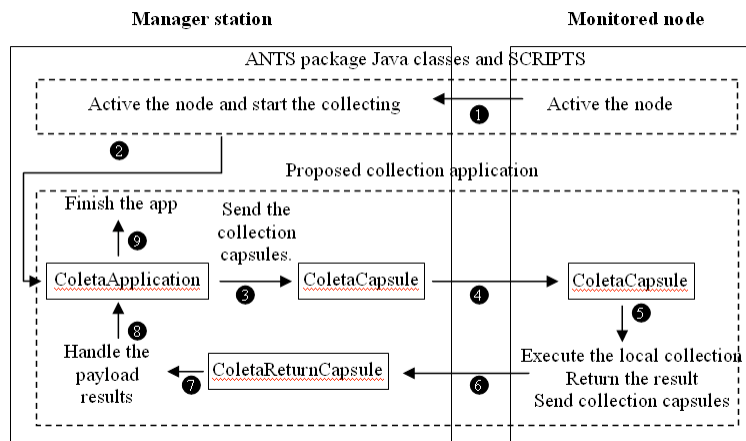 Manager station
Monitored node
ANTS package Java classes and SCRIPTS
Active the node and start the collecting
1
Active the node
2
Proposed collection application
Finish the app
9
Send the
collection
capsules.
ColetaApplication
3
ColetaCapsule
4
ColetaCapsule
5
8
Handle the
payload
results
7
ColetaReturnCapsule
6
Execute the local collection
Return the result
Send collection capsules